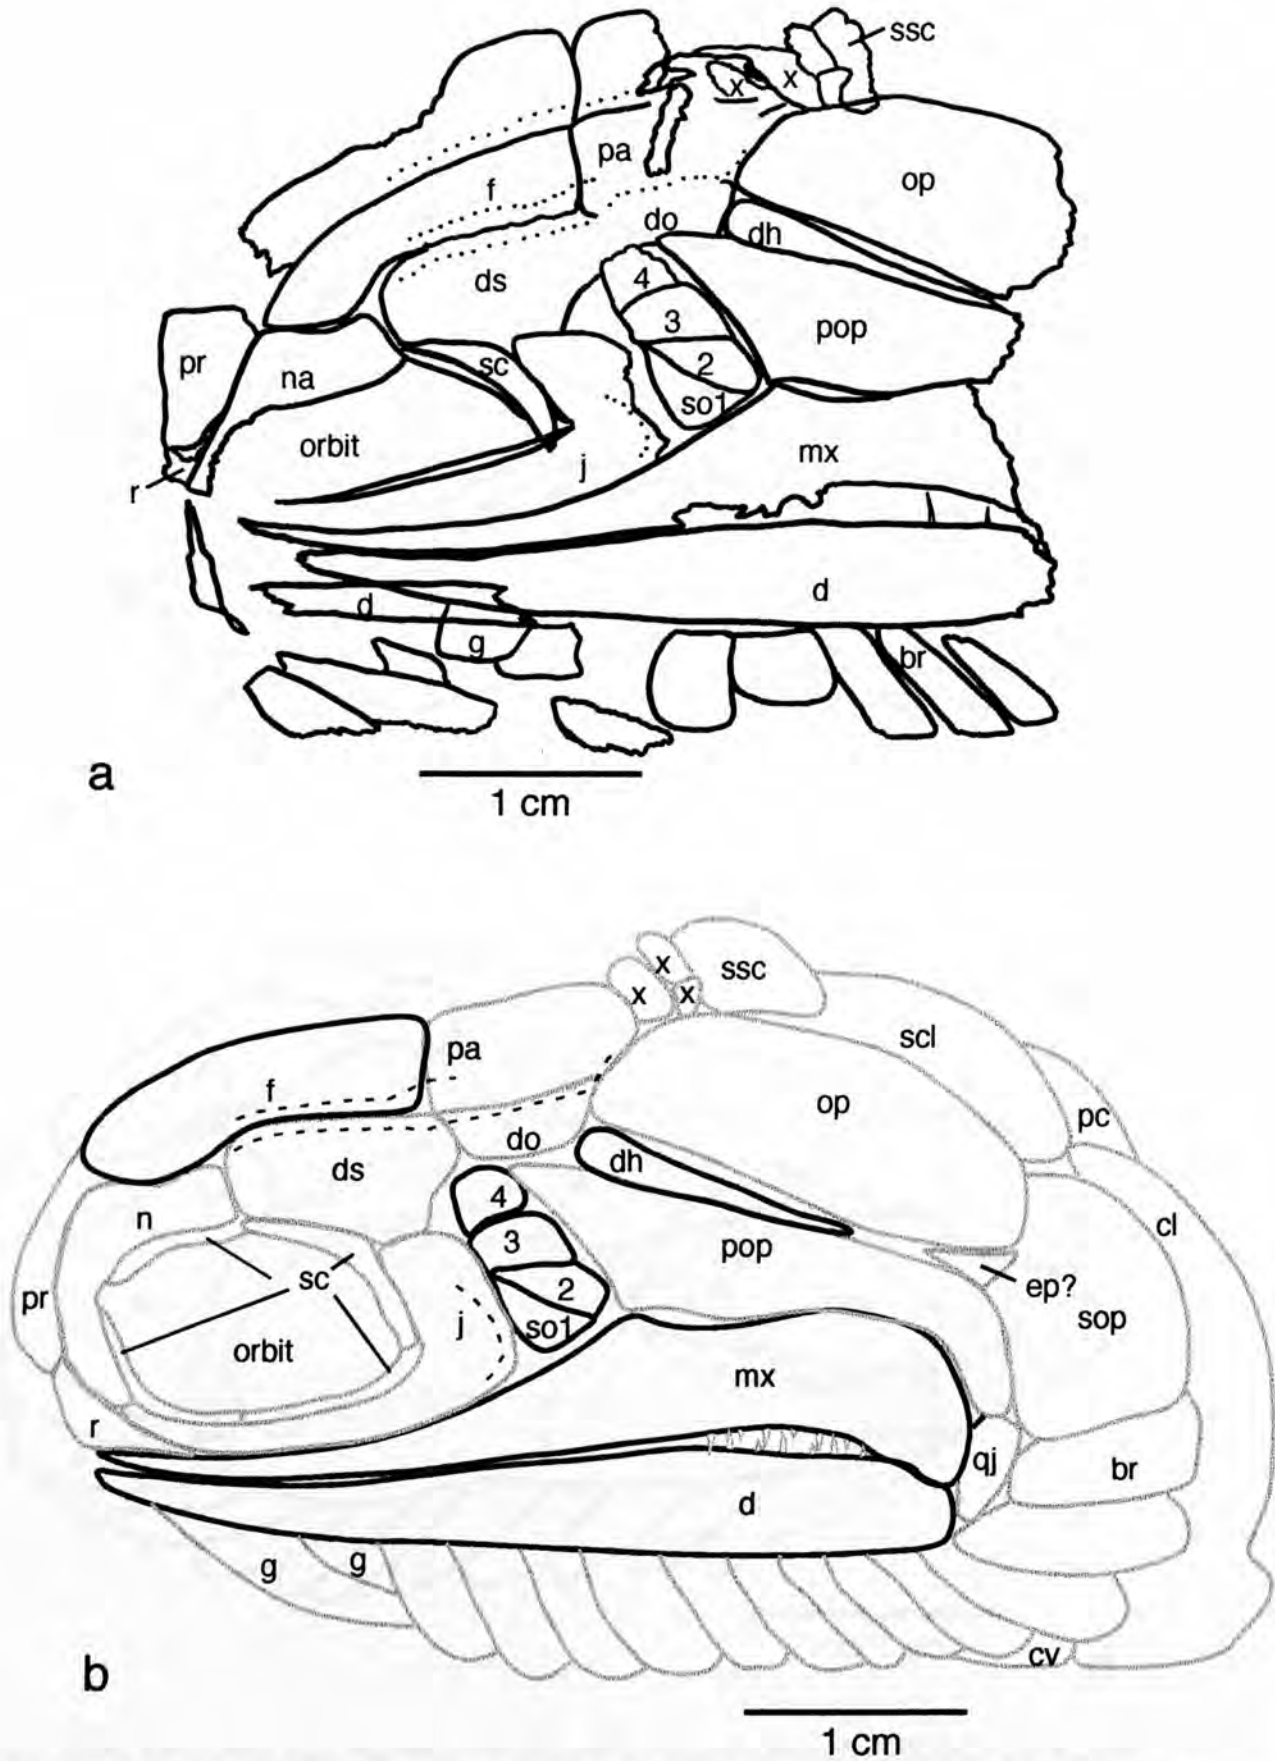 ssc
x x
pa
op
f
do
dh
ds
4
3
pop
pr
na
sc
2
so1
orbit
j
mx
r
d
d
g
br
a
1 cm
x
ssc
x x
scl
pa
f
op
pc
do
dh
ds
4
n
3
pop
cl
sc
2
ep?
pr
j
so1
sop
orbit
mx
r
qj
br
d
g
g
cv
b
1 cm